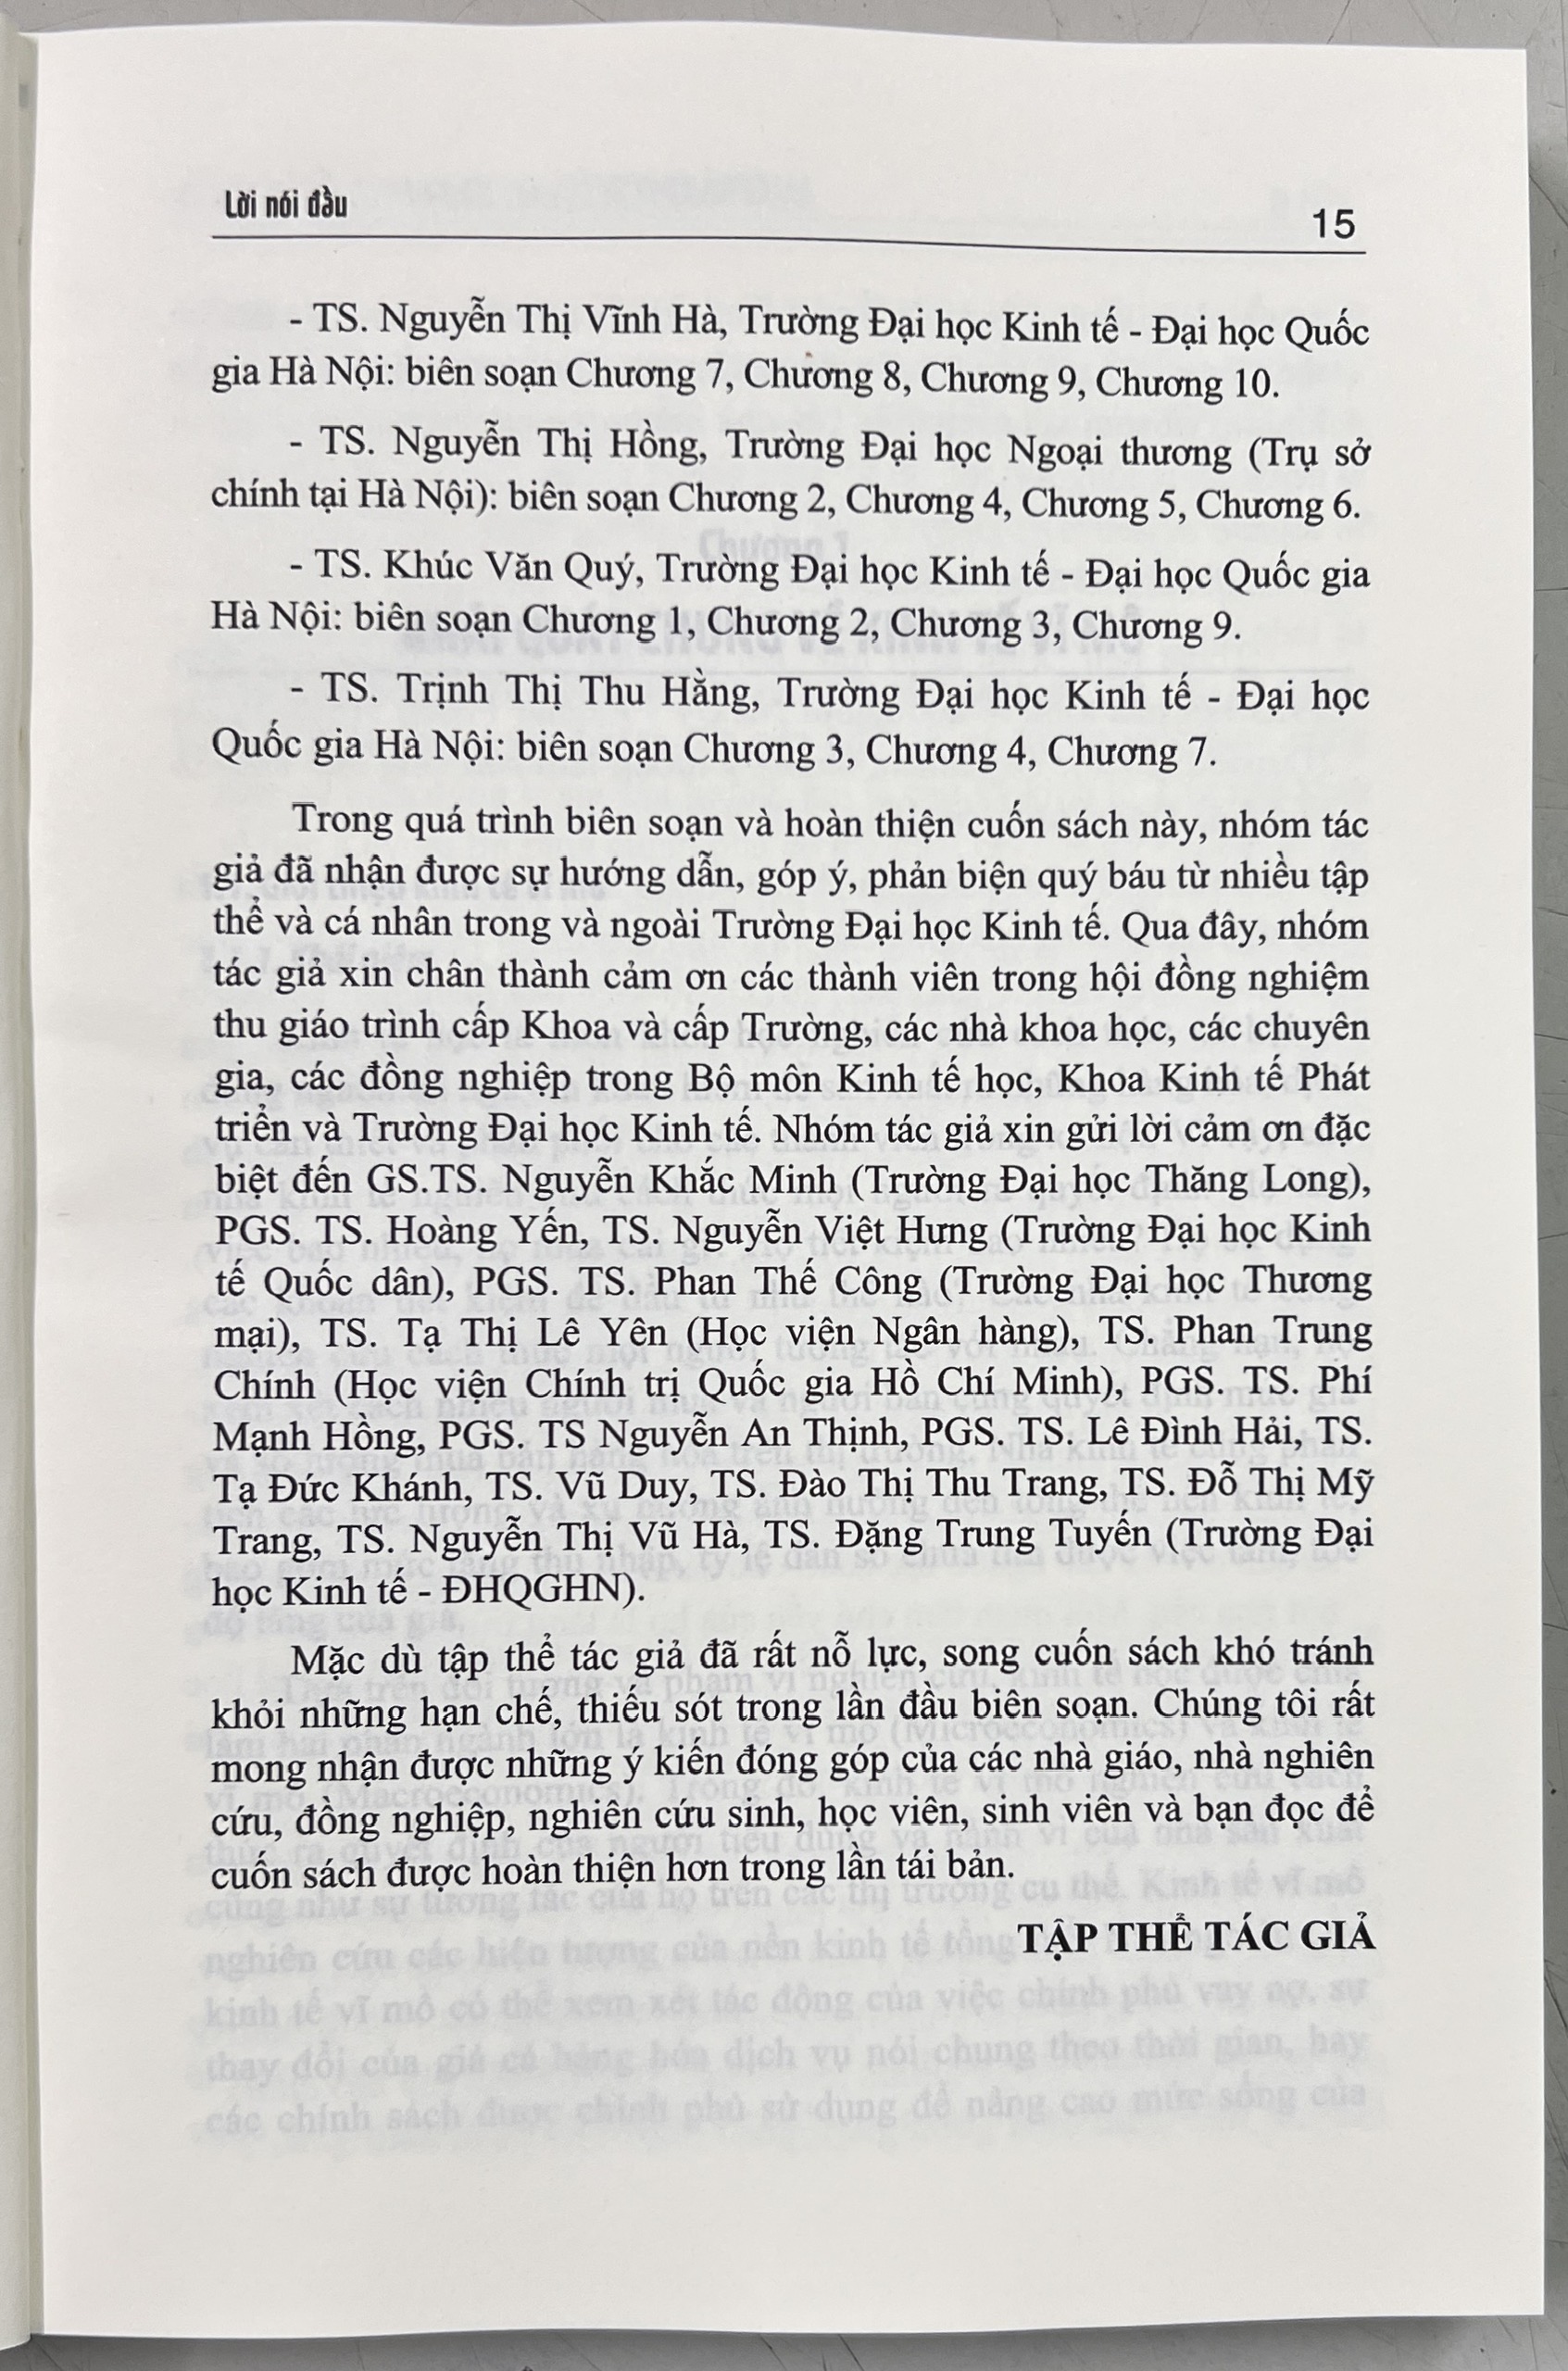 Lời nói đầu
15
- TS. Nguyễn Thị Vĩnh Hà, Trường Đại học Kinh tế - Đại học Quốc
gia Hà Nội: biên soạn Chương 7, Chương 8, Chương 9, Chương 10.
- TS. Nguyễn Thị Hồng, Trường Đại học Ngoại thương (Trụ sở
chính tại Hà Nội): biên soạn Chương 2, Chương 4, Chương 5, Chương 6.
- TS. Khúc Văn Quý, Trường Đại học Kinh tế - Đại học Quốc gia
Hà Nội: biên soạn Chương 1, Chương 2, Chương 3, Chương 9.
- TS. Trịnh Thị Thu Hằng, Trường Đại học Kinh tế - Đại học
Quốc gia Hà Nội: biên soạn Chương 3, Chương 4, Chương 7.
Trong quá trình biên soạn và hoàn thiện cuốn sách này, nhóm tác
giả đã nhận được sự hướng dẫn, góp ý, phản biện quý báu từ nhiều tập
thể và cá nhân trong và ngoài Trường Đại học Kinh tế. Qua đây, nhóm
tác giả xin chân thành cảm ơn các thành viên trong hội đồng nghiệm
thu giáo trình cấp Khoa và cấp Trường, các nhà khoa học, các chuyên
gia, các đồng nghiệp trong Bộ môn Kinh tế học, Khoa Kinh tế Phát
triển và Trường Đại học Kinh tế. Nhóm tác giả xin gửi lời cảm ơn đặc
biệt đến GS.TS. Nguyễn Khắc Minh (Trường Đại học Thăng Long),
PGS. TS. Hoàng Yến, TS. Nguyễn Việt Hưng (Trường Đại học Kinh
tế Quốc dân), PGS. TS. Phan Thế Công (Trường Đại học Thương
mại), TS. Tạ Thị Lê Yên (Học viện Ngân hàng), TS. Phan Trung
Chính (Học viện Chính trị Quốc gia Hồ Chí Minh), PGS. TS. Phí
Mạnh Hồng, PGS. TS Nguyễn An Thịnh, PGS. TS. Lê Đình Hải, TS.
Tạ Đức Khánh, TS. Vũ Duy, TS. Đào Thị Thu Trang, TS. Đỗ Thị Mỹ
Trang, TS. Nguyễn Thị Vũ Hà, TS. Đặng Trung Tuyến (Trường Đại
học Kinh tế - ĐHQGHN).
Mặc dù tập thể tác giả đã rất nỗ lực, song cuốn sách khó tránh
khỏi những hạn chế, thiếu sót trong lần đầu biên soạn. Chúng tôi rất
mong nhận được những ý kiến đóng góp của các nhà giáo, nhà nghiên
cứu, đồng nghiệp, nghiên cứu sinh, học viên, sinh viên và bạn đọc để
cuốn sách được hoàn thiện hơn trong lần tái bản.
TẬP THỂ TÁC GIẢ